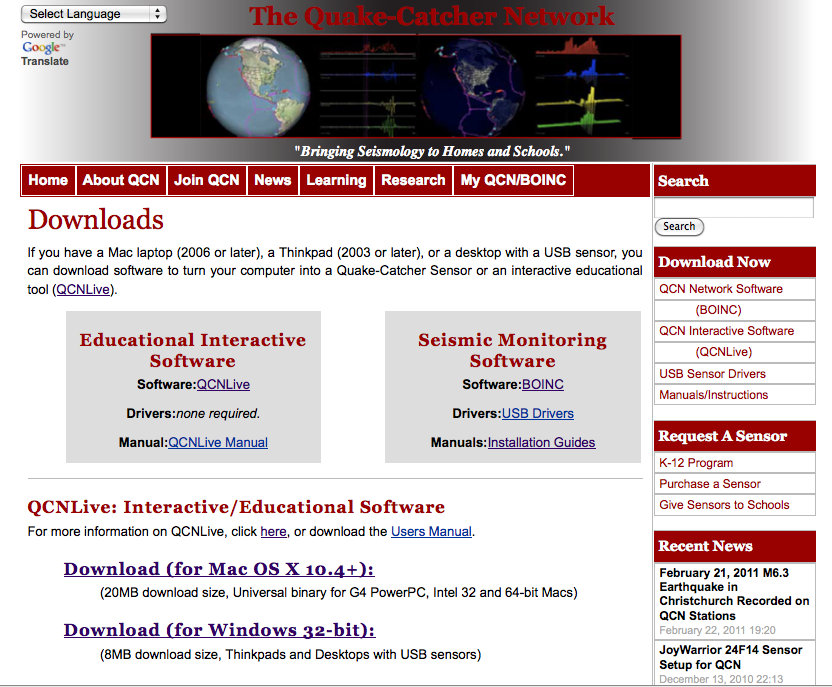 Select Language
Powered by
Google™
Translate
The Quake-Catcher Network
"Bringing Seismology to Homes and Schools."
Home About QCN Join QCN News Learning Research My QCN/BOINC
Downloads
If you have a Mac laptop (2006 or later), a Thinkpad (2003 or later), or a desktop with a USB sensor, you
can download software to turn your computer into a Quake-Catcher Sensor or an interactive educational
tool (QCNLive).
Educational Interactive
Software
Software:QCNLive
Drivers:none required.
Manual:QCNLive Manual
Seismic Monitoring
Software
Software:BOINC
Drivers:USB Drivers
Manuals:Installation Guides
QCNLive: Interactive/Educational Software
For more information on QCNLive, click here, or download the Users Manual.
Download (for Mac OS X 10.4+):
(20MB download size, Universal binary for G4 PowerPC, Intel 32 and 64-bit Macs)
Download (for Windows 32-bit):
(8MB download size, Thinkpads and Desktops with USB sensors)
Search
Search
Download Now
QCN Network Software
(BOINC)
QCN Interactive Software
(QCNLive)
USB Sensor Drivers
Manuals/Instructions
Request A Sensor
K-12 Program
Purchase a Sensor
Give Sensors to Schools
Recent News
February 21, 2011 M6.3
Earthquake in
Christchurch Recorded on
QCN Stations
February 22, 2011 19:20
JoyWarrior 24F14 Sensor
Setup for QCN
December 13, 2010 22:13